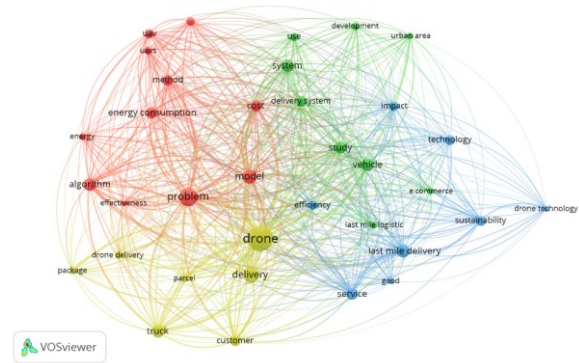 uav
uavs
use
development
urban area
system
method
delivery system
cost
impact
energy consumption
technology
energy
study
vehicle
model
algorithm
problem
effectiveness
e commerce
efficiency
drone technology
sustainability
last mile logistic
drone
last mile delivery
drone delivery
package
parcel
delivery
good
service
truck
customer
VOSviewer